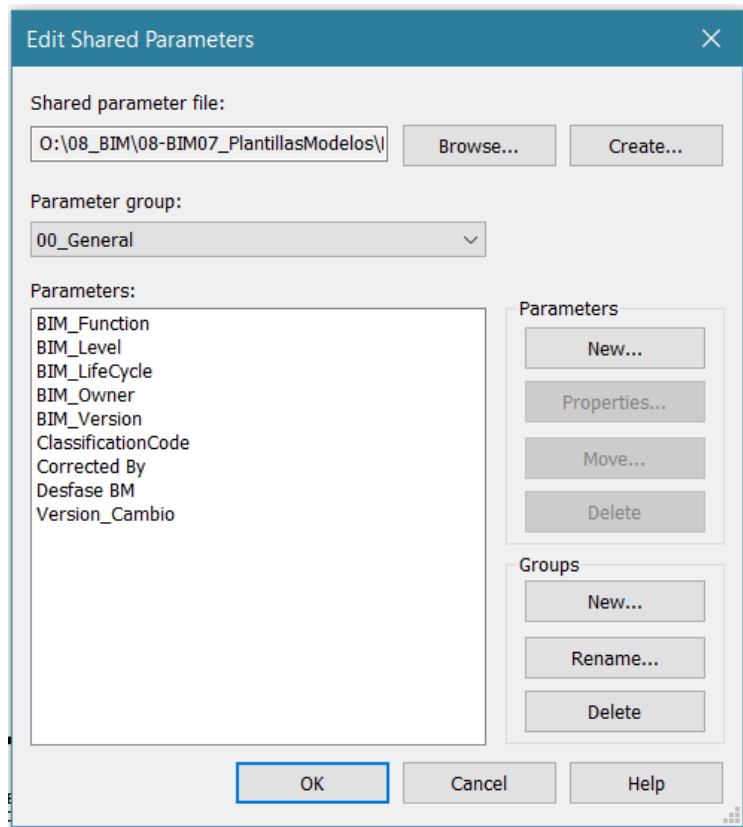 Edit Shared Parameters
Shared parameter file:
O:\08_BIM\08-BIM07_PlantillasModelos\
Browse...
Create...
Parameter group:
00_General
Parameters:
BIM_Function
BIM_Level
BIM_LifeCycle
BIM_Owner
BIM_Version
ClassificationCode
Corrected By
Desfase BM
Version_Cambio
Parameters
New...
Properties...
Move...
Delete
Groups
New...
Rename...
Delete
OK
Cancel
Help